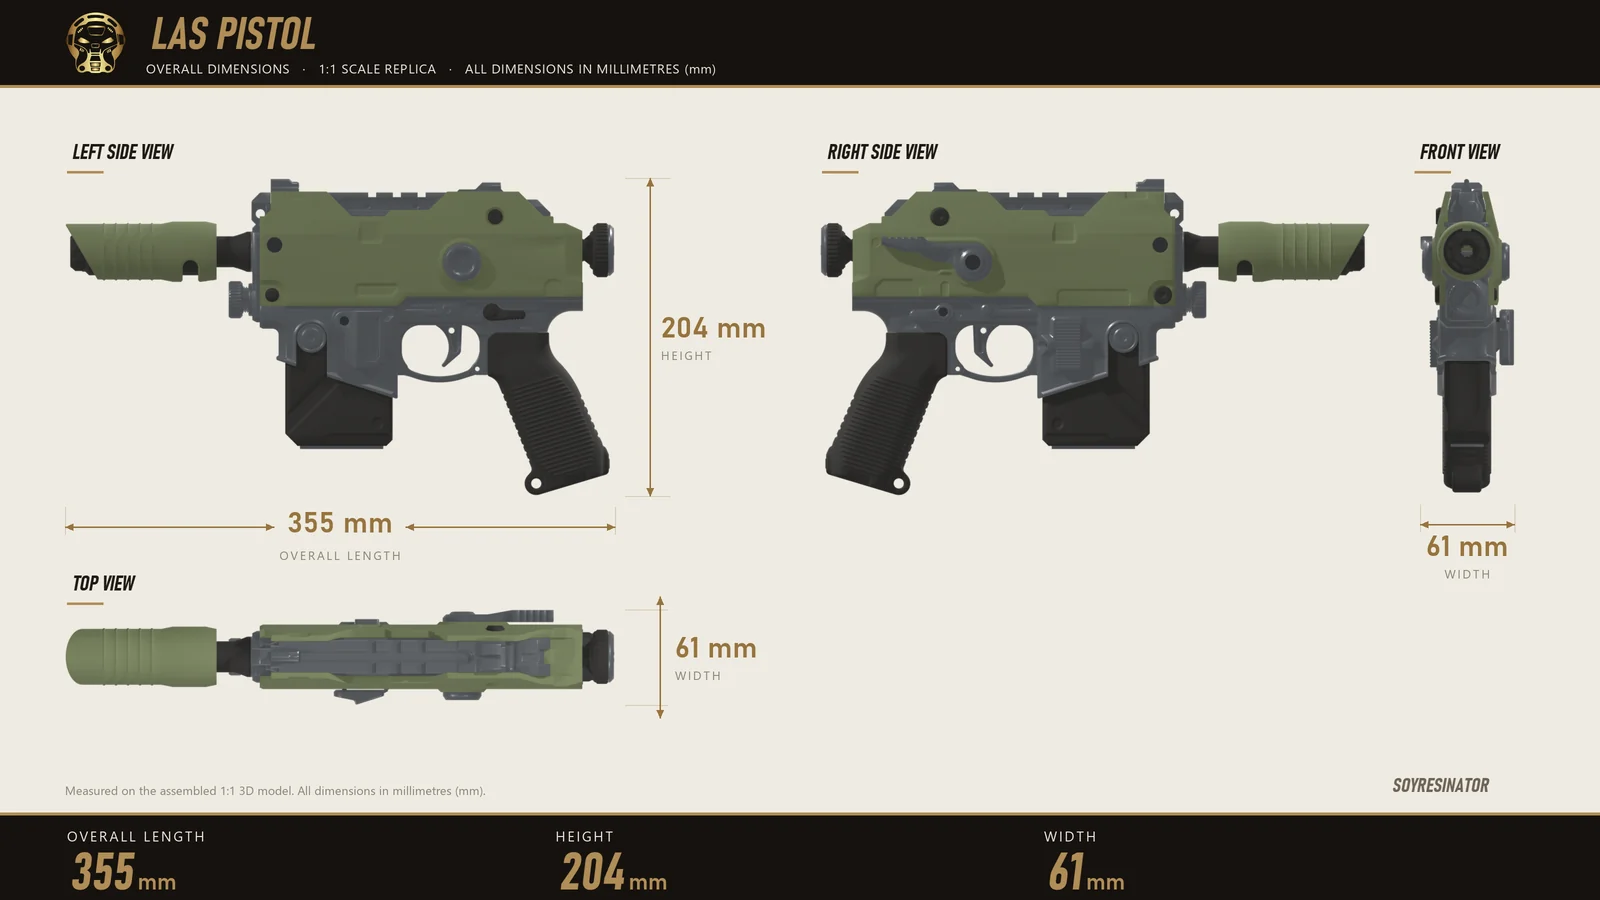 LAS PISTOL
OVERALL DIMENSIONS · 1:1 SCALE REPLICA · ALL DIMENSIONS IN MILLIMETRES (mm)
LEFT SIDE VIEW
RIGHT SIDE VIEW
FRONT VIEW
204 mm
HEIGHT
355 mm
OVERALL LENGTH
61 mm
WIDTH
TOP VIEW
61 mm
WIDTH
Measured on the assembled 1:1 3D model. All dimensions in millimetres (mm).
SOYRESINATOR
OVERALL LENGTH
355 mm
HEIGHT
204 mm
WIDTH
61 mm